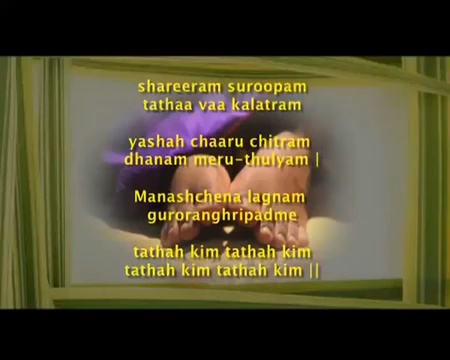 shareeram suroopam
tathaa vaa kalatram
yashah chaaru chitram
dhanam meru-thulyam |
Manashchena lagnam
guroranghripadme
tathah kim tathah kim
tathah kim tathah kim ||